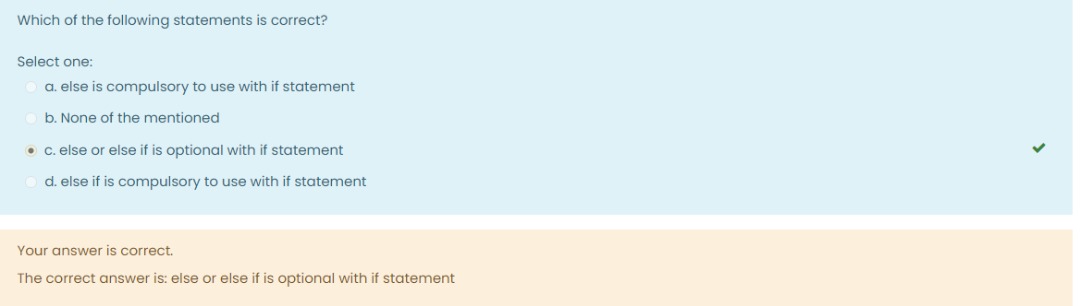 Which of the following statements is correct?
Select one:
a. else is compulsory to use with if statement
b. None of the mentioned
c. else or else if is optional with if statement
d. else if is compulsory to use with if statement
Your answer is correct.
The correct answer is: else or else if is optional with if statement